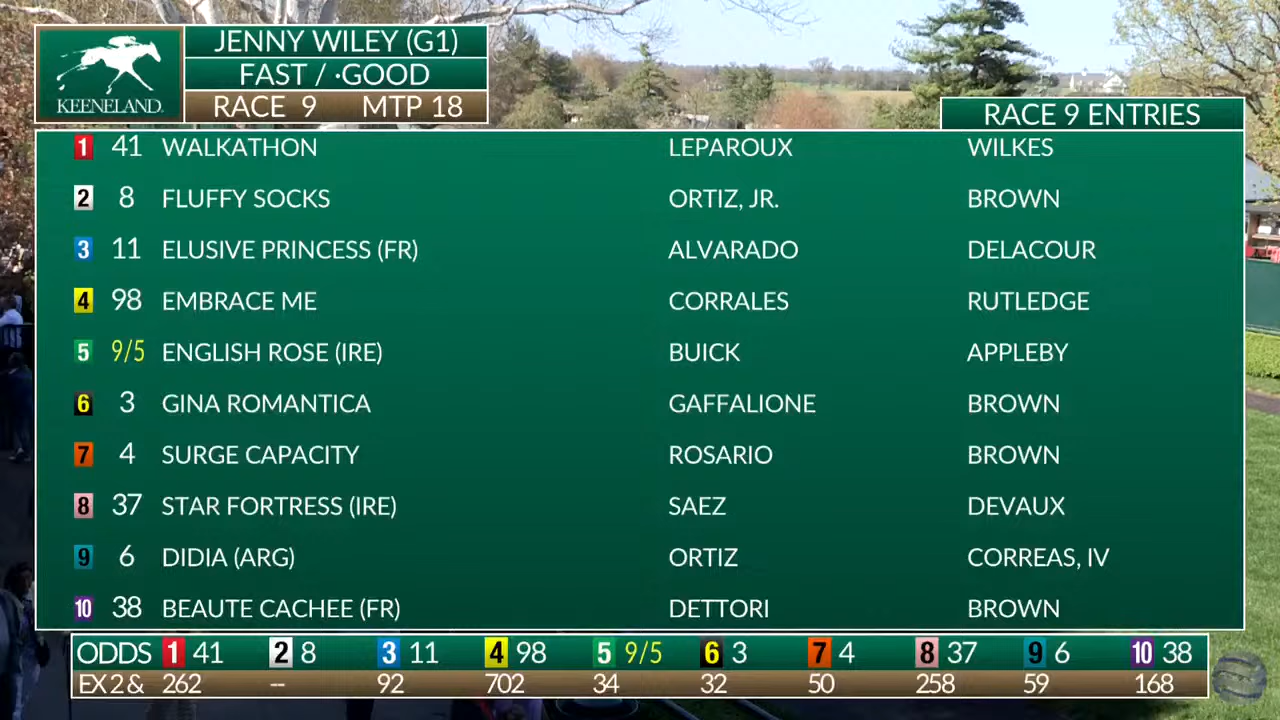 JENNY WILEY (G1)
FAST / ·GOOD
KEENELAND.
RACE 9 MTP 18
RACE 9 ENTRIES
1 41 WALKATHON LEPAROUX WILKES
2 8 FLUFFY SOCKS ORTIZ, JR. BROWN
3 11 ELUSIVE PRINCESS (FR) ALVARADO DELACOUR
4 98 EMBRACE ME CORRALES RUTLEDGE
5 9/5 ENGLISH ROSE (IRE) BUICK APPLEBY
6 3 GINA ROMANTICA GAFFALIONE BROWN
7 4 SURGE CAPACITY ROSARIO BROWN
8 37 STAR FORTRESS (IRE) SAEZ DEVAUX
9 6 DIDIA (ARG) ORTIZ CORREAS, IV
10 38 BEAUTE CACHEE (FR) DETTORI BROWN
ODDS 1 41 2 8 3 11 4 98 5 9/5 6 3 7 4 8 37 9 6 10 38
EX 2 & 262 -- 92 702 34 32 50 258 59 168